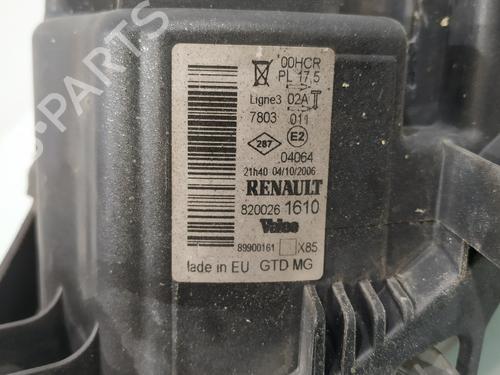 00HCR
PL 17,5
Ligne3 02A T
7803 011
287 E2
04064
21h40 04/10/2006
RENAULT
820026 1610
Valeo
89900161 X85
lade in EU GTD MG
B-PARTS